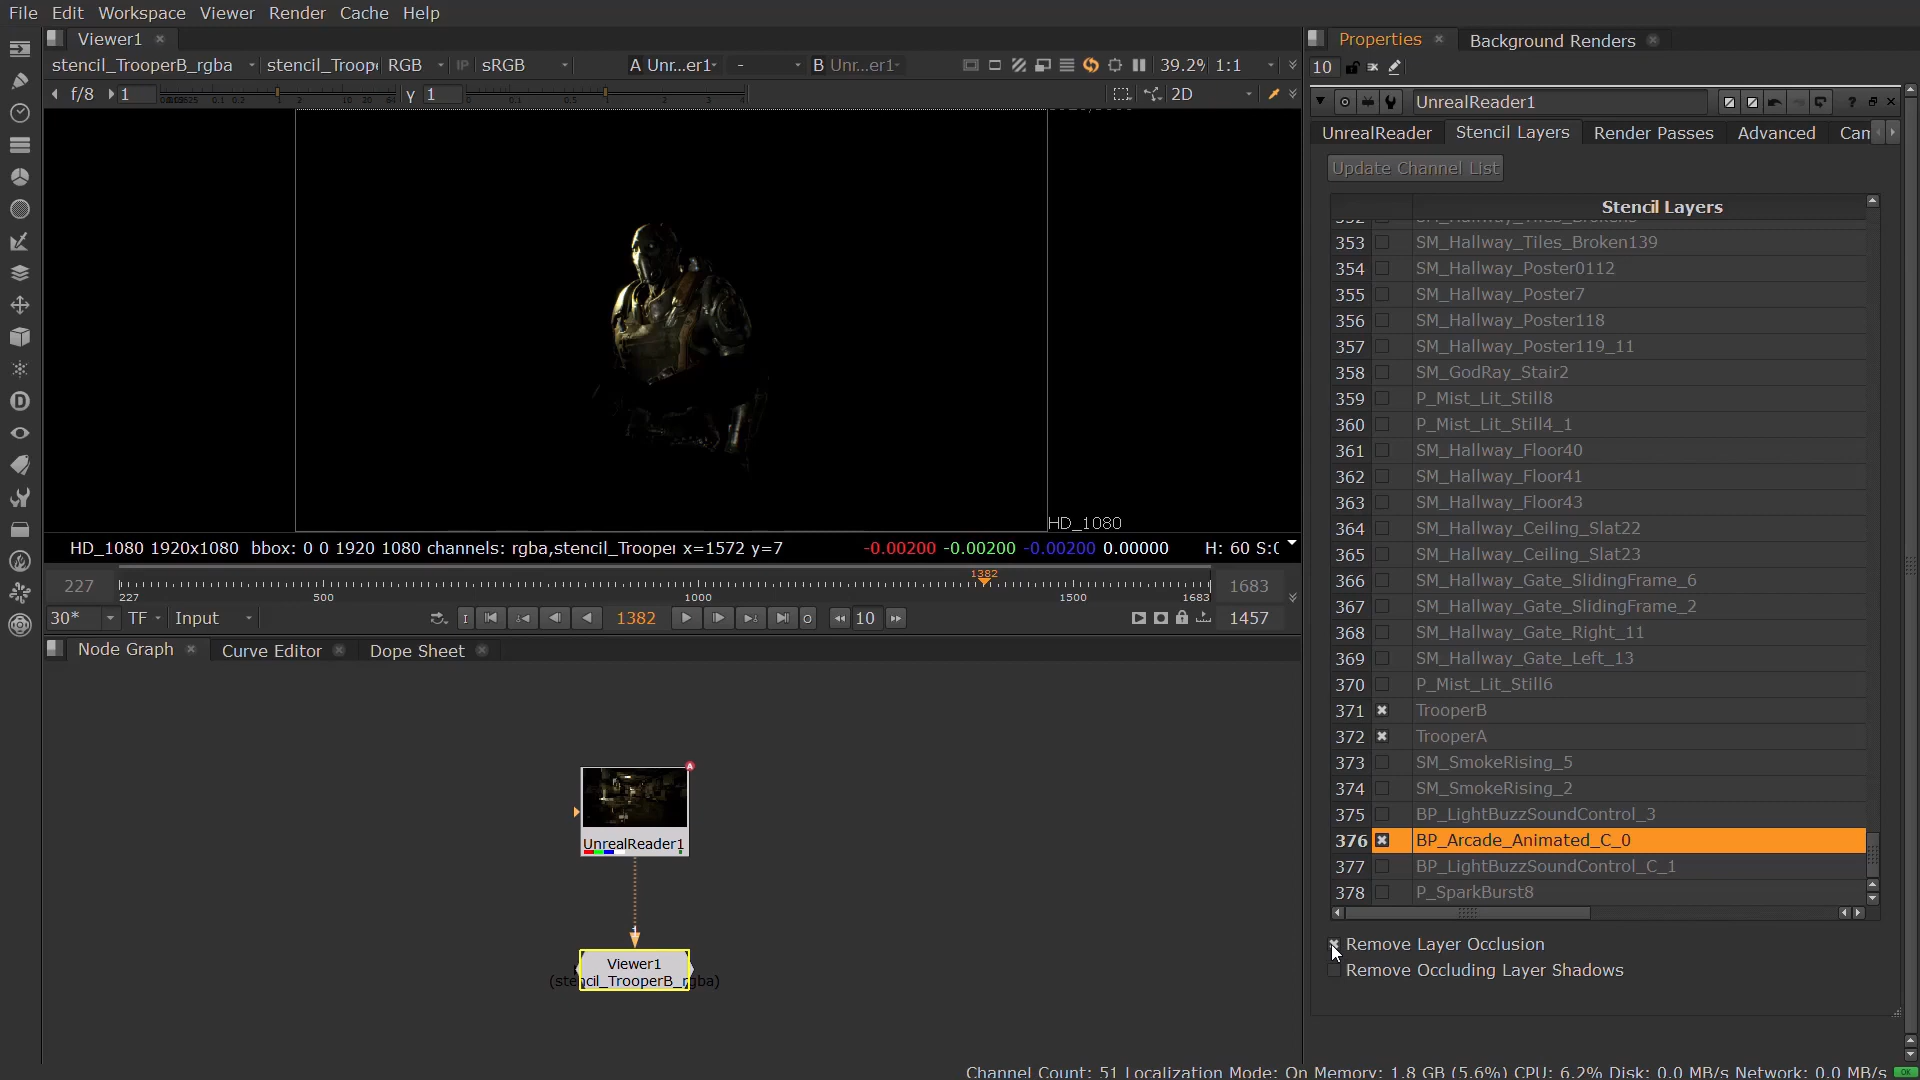 File Edit Workspace Viewer Render Cache Help
Viewer1
Properties
Background Renders
stencil_TrooperB_rgba stencil_Troope RGB IP sRGB A Unr...er1 - B Unr...er1 39.2% 1:1
10
f/8 1 γ 1 2D
UnrealReader1
UnrealReader Stencil Layers Render Passes Advanced Cam
Update Channel List
Stencil Layers
353 SM_Hallway_Tiles_Broken139
354 SM_Hallway_Poster0112
355 SM_Hallway_Poster7
356 SM_Hallway_Poster118
357 SM_Hallway_Poster119_11
358 SM_GodRay_Stair2
359 P_Mist_Lit_Still8
360 P_Mist_Lit_Still4_1
361 SM_Hallway_Floor40
362 SM_Hallway_Floor41
363 SM_Hallway_Floor43
364 SM_Hallway_Ceiling_Slat22
365 SM_Hallway_Ceiling_Slat23
366 SM_Hallway_Gate_SlidingFrame_6
367 SM_Hallway_Gate_SlidingFrame_2
368 SM_Hallway_Gate_Right_11
369 SM_Hallway_Gate_Left_13
370 P_Mist_Lit_Still6
371 TrooperB
372 TrooperA
373 SM_SmokeRising_5
374 SM_SmokeRising_2
375 BP_LightBuzzSoundControl_3
376 BP_Arcade_Animated_C_0
377 BP_LightBuzzSoundControl_C_1
378 P_SparkBurst8
Remove Layer Occlusion
Remove Occluding Layer Shadows
HD_1080
HD_1080 1920x1080 bbox: 0 0 1920 1080 channels: rgba,stencil_Trooper x=1572 y=7 -0.00200 -0.00200 -0.00200 0.00000 H: 60 S:0
227 1382 1683
227 500 1000 1500 1683
30* TF Input I 1382 O 10 1457
Node Graph Curve Editor Dope Sheet
A
UnrealReader1
1
Viewer1
(stencil_TrooperB_rgba)
Channel Count: 51 Localization Mode: On Memory: 1.8 GB (5.6%) CPU: 6.2% Disk: 0.0 MB/s Network: 0.0 MB/s OK